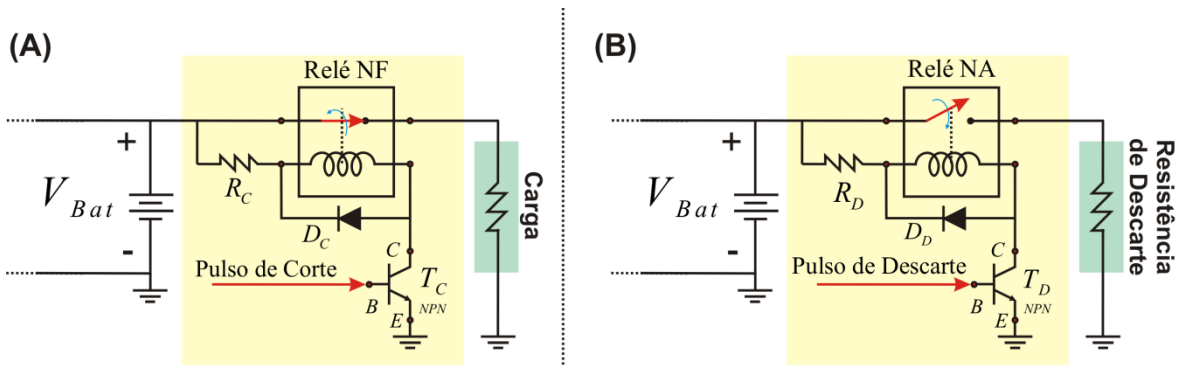 (A)
Relé NF
+
V Bat
-
R C
D C
C
Pulso de Corte
T C
B
NPN
E
Carga
(B)
Relé NA
+
V Bat
-
R D
D D
C
Pulso de Descarte
T D
B
NPN
E
Resistência
de Descarte